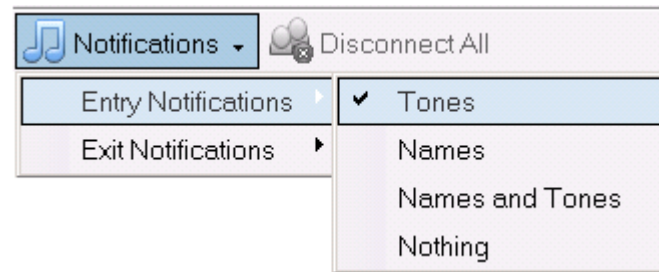 Notifications Disconnect All
Entry Notifications Tones
Exit Notifications Names
Names and Tones
Nothing